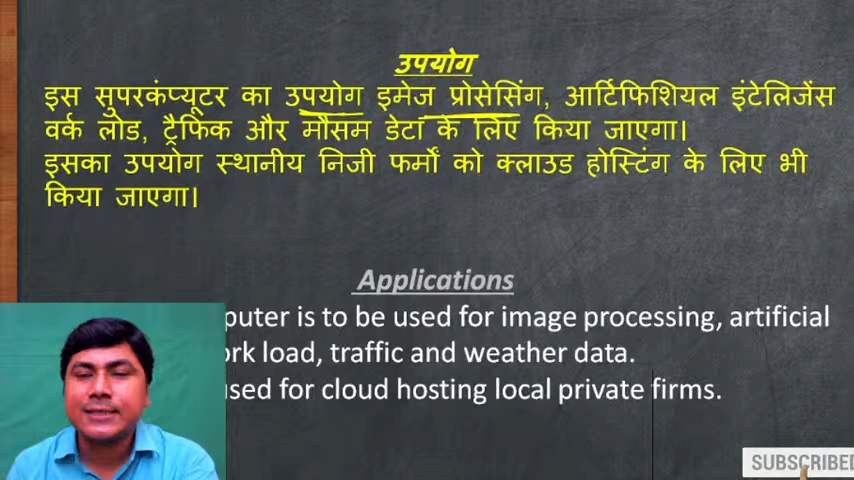 उपयोग
इस सुपरकंप्यूटर का उपयोग इमेज प्रोसेसिंग, आर्टिफिशियल इंटेलिजेंस
वर्क लोड, ट्रैफिक और मौसम डेटा के लिए किया जाएगा।
इसका उपयोग स्थानीय निजी फर्मों को क्लाउड होस्टिंग के लिए भी
किया जाएगा।
Applications
puter is to be used for image processing, artificial
ork load, traffic and weather data.
used for cloud hosting local private firms.
SUBSCRIBED